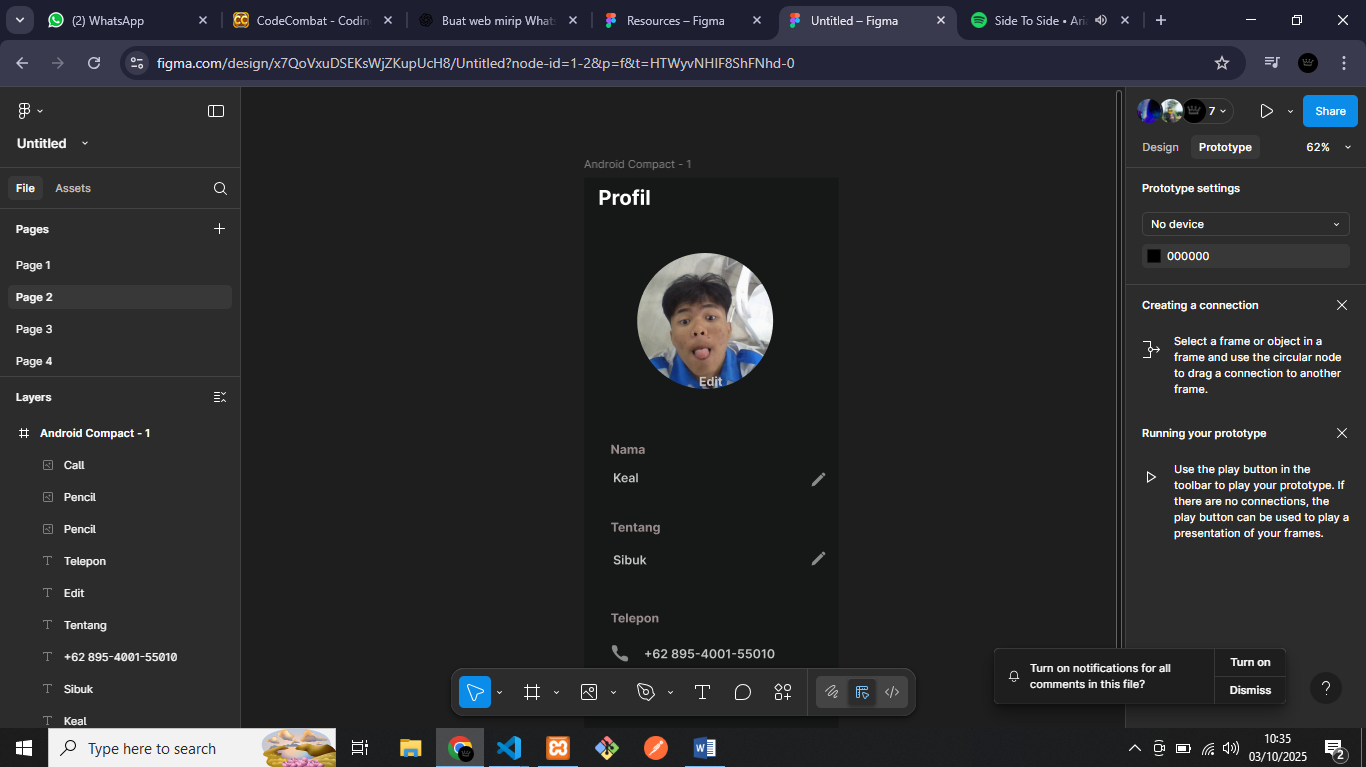 (2) WhatsApp
CodeCombat - Codin
Buat web mirip Whats
Resources – Figma
Untitled – Figma
Side To Side • Aria
figma.com/design/x7QoVxuDSEKsWjZKupUcH8/Untitled?node-id=1-2&p=f&t=HTWyvNHIF8ShFNhd-0
Untitled
File
Assets
Pages
Page 1
Page 2
Page 3
Page 4
Layers
Android Compact - 1
Call
Pencil
Pencil
Telepon
Edit
Tentang
+62 895-4001-55010
Sibuk
Keal
Android Compact - 1
Profil
Edit
Nama
Keal
Tentang
Sibuk
Telepon
+62 895-4001-55010
7
Share
Design
Prototype
62%
Prototype settings
No device
000000
Creating a connection
Select a frame or object in a
frame and use the circular node
to drag a connection to another
frame.
Running your prototype
Use the play button in the
toolbar to play your prototype. If
there are no connections, the
play button can be used to play a
presentation of your frames.
Turn on notifications for all
comments in this file?
Turn on
Dismiss
?
Type here to search
10:35
03/10/2025
2